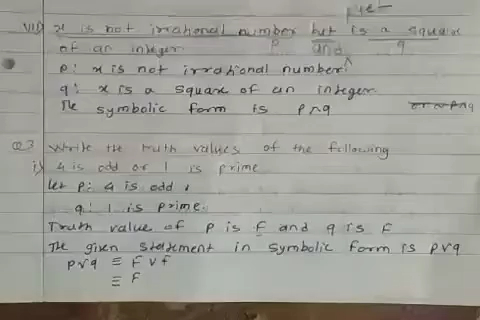 yet
viii) x is not irrational number but is a square
p and q
of an integer.
p : x is not irrational number.
q : x is a square of an integer
The symbolic form is p ∧ q
Q3 Write the truth values of the following
i) 4 is odd or 1 is prime
let p : 4 is odd
q : 1 is prime.
Truth value of p is F and q is F
The given statement in symbolic form is p ∨ q
p ∨ q ≡ F ∨ f
≡ F